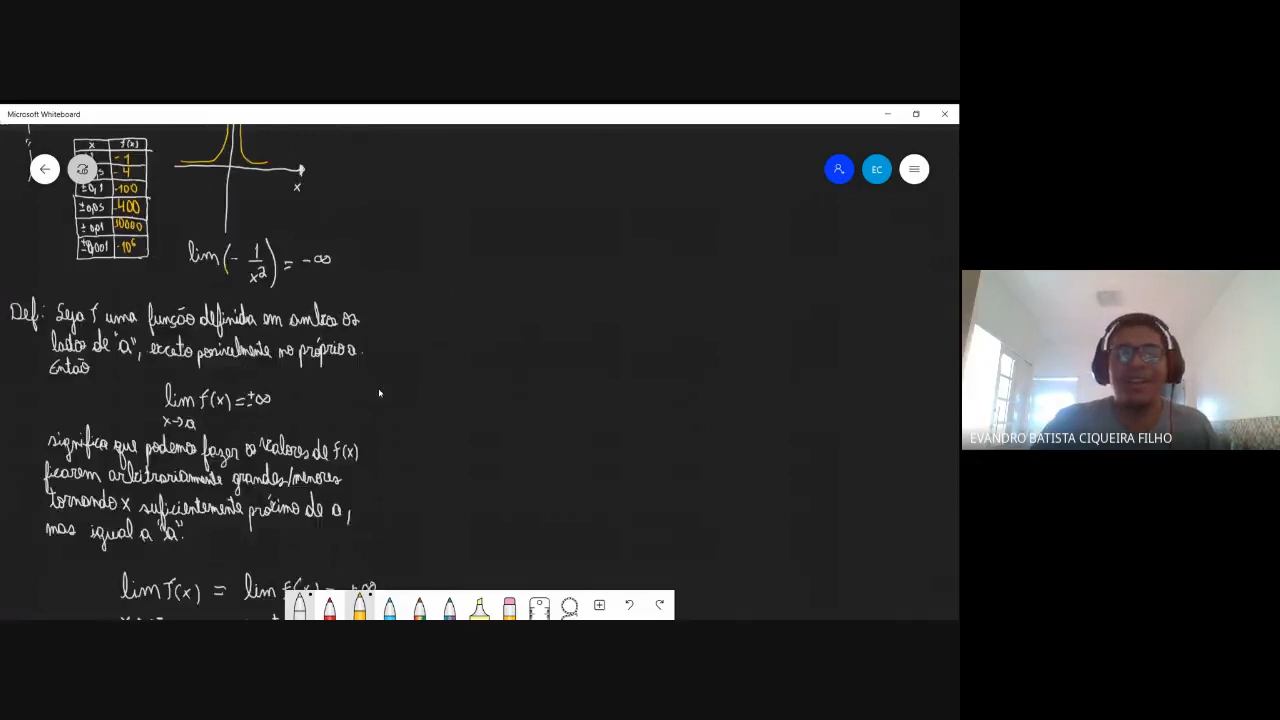 Microsoft Whiteboard
x f(x)
-1
-4
±0,1 -100
±0,05 -400
±0,01 10000
±0,001 -10⁶
x
lim (- 1/x²) = -∞
EC
Def: Seja f uma função definida em ambos os
lados de "a", exceto possivelmente no próprio a.
Então
lim f(x) = ±∞
x→a
significa que podemos fazer os valores de f(x)
ficarem arbitrariamente grandes/menores
tornando x suficientemente próximo de a,
mas igual a "a".
lim f(x) = lim f(x) = ±∞
EVANDRO BATISTA CIQUEIRA FILHO